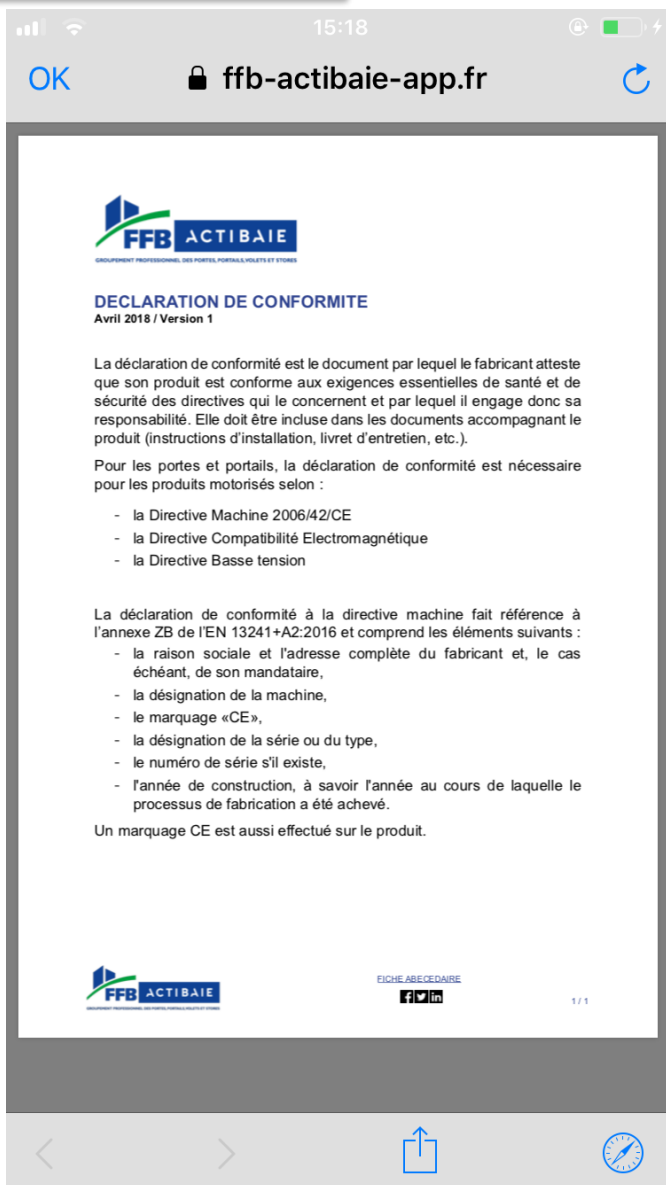 15:18
OK
ffb-actibaie-app.fr
FFB ACTIBAIE
GROUPEMENT PROFESSIONNEL DES PORTES, PORTAILS, VOLETS ET STORES
DECLARATION DE CONFORMITE
Avril 2018 / Version 1
La déclaration de conformité est le document par lequel le fabricant atteste
que son produit est conforme aux exigences essentielles de santé et de
sécurité des directives qui le concernent et par lequel il engage donc sa
responsabilité. Elle doit être incluse dans les documents accompagnant le
produit (instructions d'installation, livret d'entretien, etc.).
Pour les portes et portails, la déclaration de conformité est nécessaire
pour les produits motorisés selon :
- la Directive Machine 2006/42/CE
- la Directive Compatibilité Electromagnétique
- la Directive Basse tension
La déclaration de conformité à la directive machine fait référence à
l'annexe ZB de l'EN 13241+A2:2016 et comprend les éléments suivants :
- la raison sociale et l'adresse complète du fabricant et, le cas
échéant, de son mandataire,
- la désignation de la machine,
- le marquage «CE»,
- la désignation de la série ou du type,
- le numéro de série s'il existe,
- l'année de construction, à savoir l'année au cours de laquelle le
processus de fabrication a été achevé.
Un marquage CE est aussi effectué sur le produit.
FFB ACTIBAIE
GROUPEMENT PROFESSIONNEL DES PORTES, PORTAILS, VOLETS ET STORES
FICHE ABECEDAIRE
1 / 1